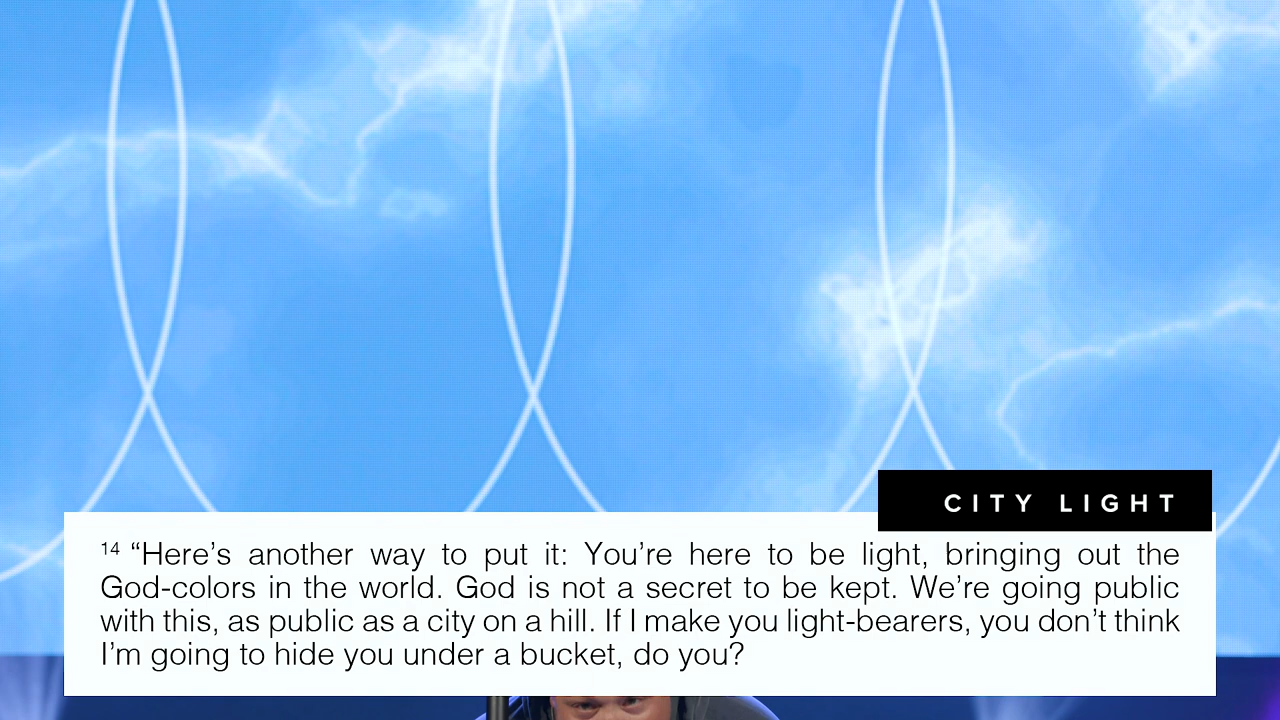 CITY LIGHT
¹⁴ “Here’s another way to put it: You’re here to be light, bringing out the
God-colors in the world. God is not a secret to be kept. We’re going public
with this, as public as a city on a hill. If I make you light-bearers, you don’t think
I’m going to hide you under a bucket, do you?